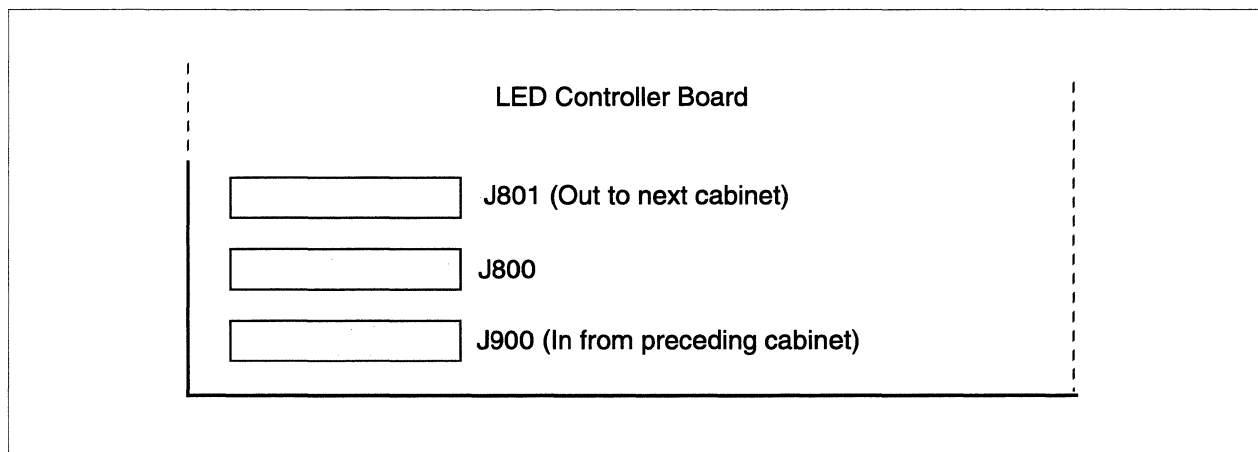 LED Controller Board
J801 (Out to next cabinet)
J800
J900 (In from preceding cabinet)